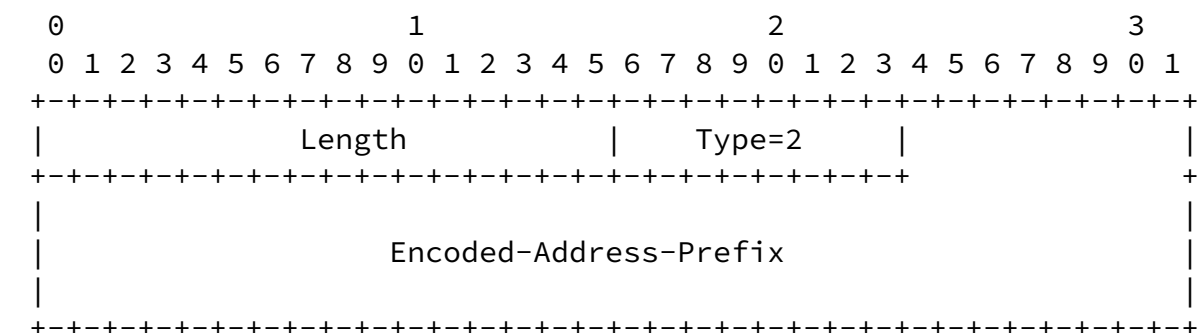 0                   1                   2                   3
 0 1 2 3 4 5 6 7 8 9 0 1 2 3 4 5 6 7 8 9 0 1 2 3 4 5 6 7 8 9 0 1
+-+-+-+-+-+-+-+-+-+-+-+-+-+-+-+-+-+-+-+-+-+-+-+-+-+-+-+-+-+-+-+-+
|              Length           |    Type=2     |               |
+-+-+-+-+-+-+-+-+-+-+-+-+-+-+-+-+-+-+-+-+-+-+-+-+               +
|                                                               |
|                   Encoded-Address-Prefix                      |
|                                                               |
+-+-+-+-+-+-+-+-+-+-+-+-+-+-+-+-+-+-+-+-+-+-+-+-+-+-+-+-+-+-+-+-+